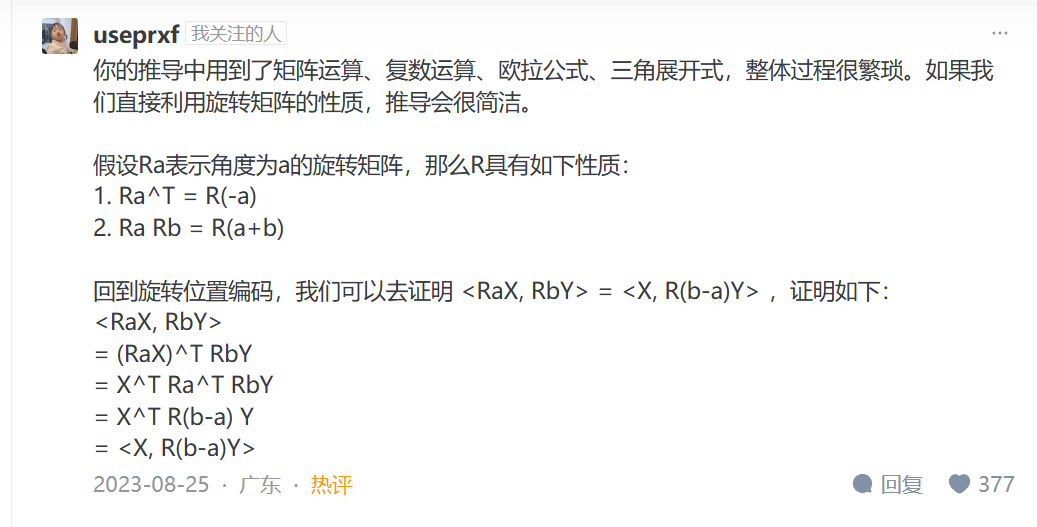 useprxf 我关注的人
你的推导中用到了矩阵运算、复数运算、欧拉公式、三角展开式，整体过程很繁琐。如果我
们直接利用旋转矩阵的性质，推导会很简洁。
假设Ra表示角度为a的旋转矩阵，那么R具有如下性质：
1. Ra^T = R(-a)
2. Ra Rb = R(a+b)
回到旋转位置编码，我们可以去证明 <RaX, RbY> = <X, R(b-a)Y> ，证明如下：
<RaX, RbY>
= (RaX)^T RbY
= X^T Ra^T RbY
= X^T R(b-a) Y
= <X, R(b-a)Y>
2023-08-25 · 广东 · 热评 回复 377